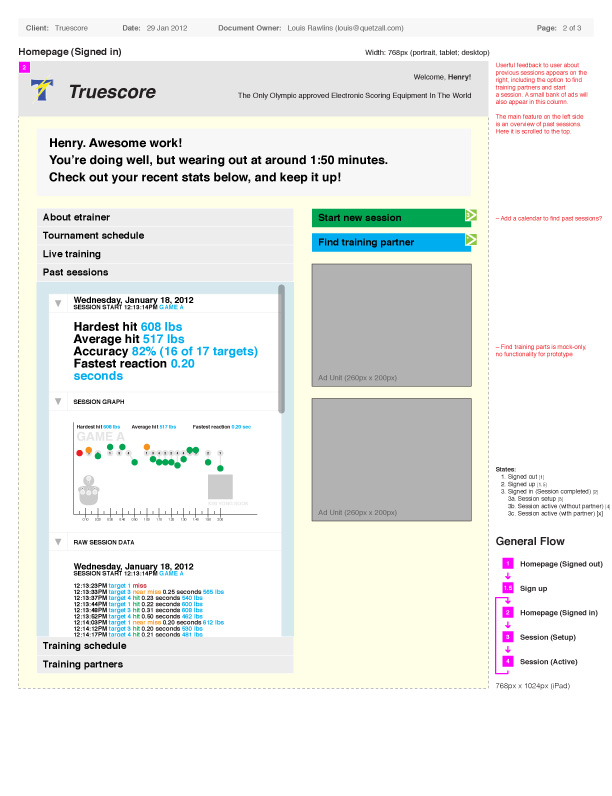 Client: Truescore Date: 29 Jan 2012 Document Owner: Louis Rawlins (louis@quetzall.com) Page: 2 of 3
Homepage (Signed in)
Width: 768px (portrait, tablet; desktop)
2
Truescore
Welcome, Henry!
The Only Olympic approved Electronic Scoring Equipment In The World
Userful feedback to user about
previous sessions appears on the
right, including the option to find
training partners and start
a session. A small bank of ads will
also appear in this column.
The main feature on the left side
is an overview of past sessions.
Here it is scrolled to the top
Henry. Awesome work!
You're doing well, but wearing out at around 1:50 minutes.
Check out your recent stats below, and keep it up!
About etrainer
Tournament schedule
Live training
Past sessions
Start new session
Find training partner
– Add a calendar to find past sessions?
Wednesday, January 18, 2012
SESSION START 12:13:14PM GAME A
Hardest hit 608 lbs
Average hit 517 lbs
Accuracy 82% (16 of 17 targets)
Fastest reaction 0.20
seconds
Ad Unit (260px x 200px)
– Find training parts is mock-only,
no functionality for prototype
SESSION GRAPH
Hardest hit 608 lbs Average hit 517 lbs Fastest reaction 0.20 sec
GAME A
Ad Unit (260px x 200px)
RAW SESSION DATA
Wednesday, January 18, 2012
SESSION START 12:13:14PM GAME A
12:13:23PM target 1 miss
12:13:33PM target 3 near miss 0.25 seconds 565 lbs
12:13:37PM target 4 hit 0.23 seconds 540 lbs
12:13:44PM target 1 hit 0.22 seconds 600 lbs
12:13:48PM target 3 hit 0.31 seconds 608 lbs
12:13:52PM target 4 hit 0.50 seconds 462 lbs
12:14:03PM target 1 near miss 0.20 seconds 612 lbs
12:14:12PM target 3 hit 0.20 seconds 530 lbs
12:14:17PM target 4 hit 0.21 seconds 481 lbs
Training schedule
Training partners
States:
1. Signed out [1]
2. Signed up [1.5]
3. Signed in (Session completed) [2]
3a. Session setup [3]
3b. Session active (without partner) [4]
3c. Session active (with partner) [x]
General Flow
1 Homepage (Signed out)
1.5 Sign up
2 Homepage (Signed in)
3 Session (Setup)
4 Session (Active)
768px x 1024px (iPad)